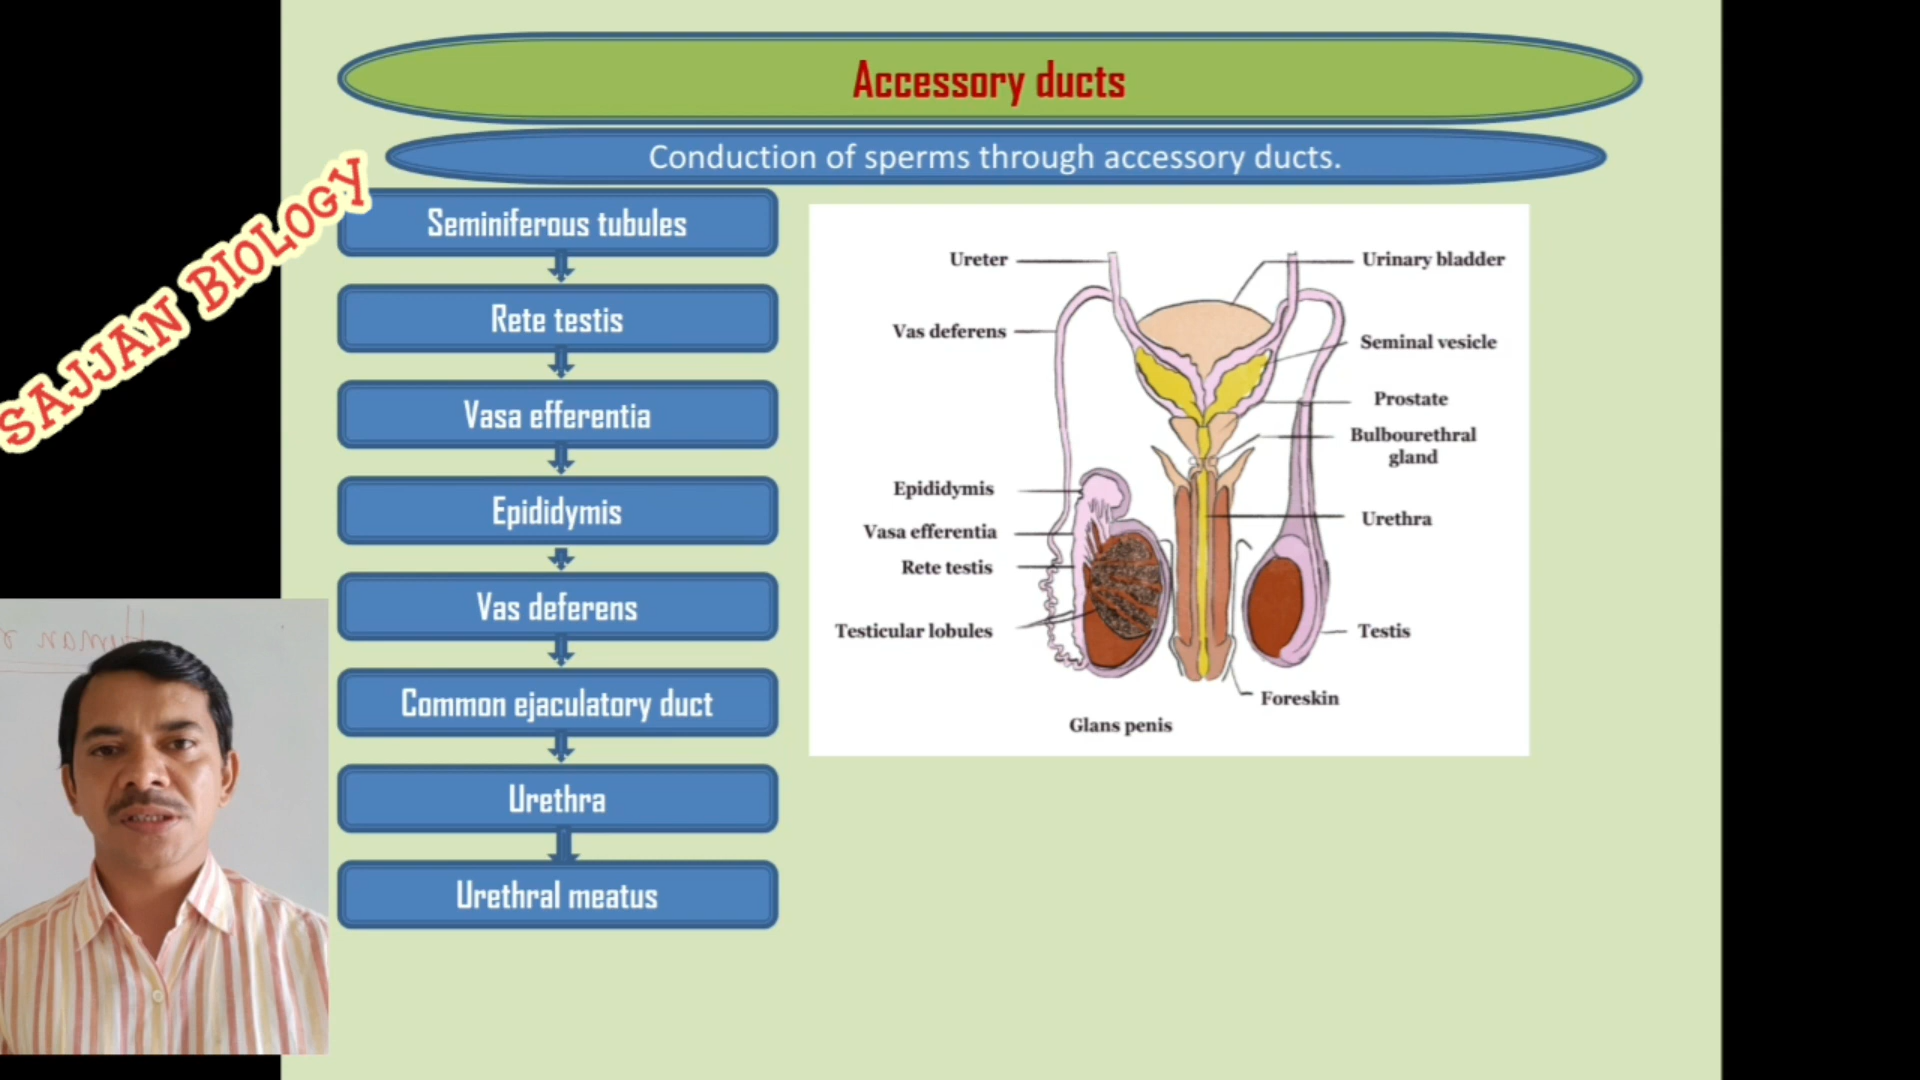 Accessory ducts
Conduction of sperms through accessory ducts.
SAJJAN BIOLOGY
Seminiferous tubules
Rete testis
Vasa efferentia
Epididymis
Vas deferens
Common ejaculatory duct
Urethra
Urethral meatus
Ureter
Urinary bladder
Vas deferens
Seminal vesicle
Prostate
Bulbourethral
gland
Epididymis
Urethra
Vasa efferentia
Rete testis
Testicular lobules
Testis
Foreskin
Glans penis